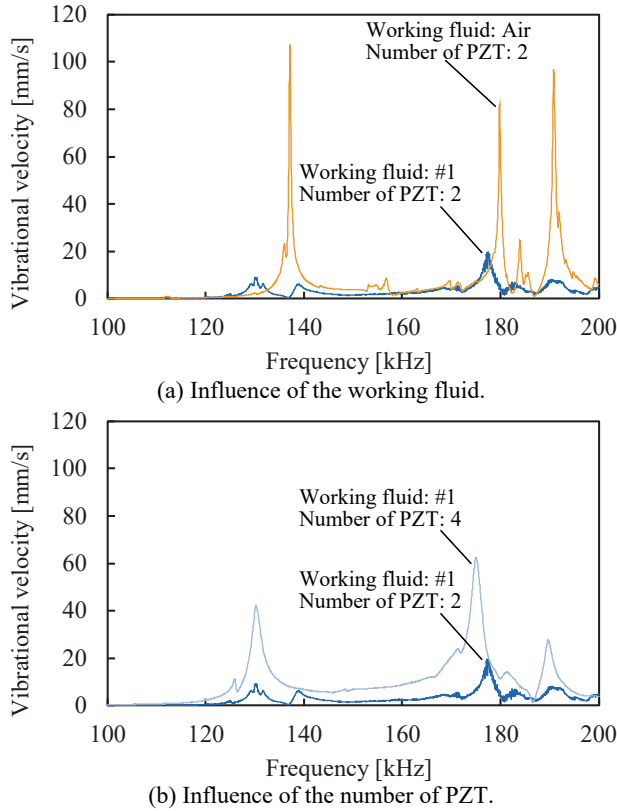 120
Working fluid: Air
Number of PZT: 2
100
80
Working fluid: #1
Number of PZT: 2
60
40
20
0
Vibrational velocity [mm/s]
100 120 140 160 180 200
Frequency [kHz]
(a) Influence of the working fluid.
120
100
80
Working fluid: #1
Number of PZT: 4
60
Working fluid: #1
Number of PZT: 2
40
20
0
Vibrational velocity [mm/s]
100 120 140 160 180 200
Frequency [kHz]
(b) Influence of the number of PZT.